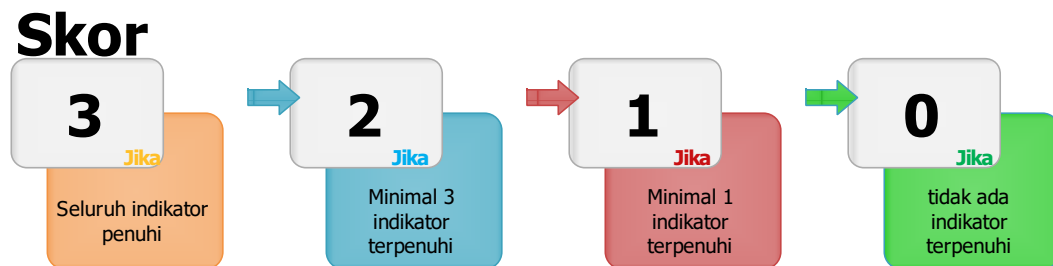 Skor
3
Jika
Seluruh indikator
penuhi
2
Jika
Minimal 3
indikator
terpenuhi
1
Jika
Minimal 1
indikator
terpenuhi
0
Jika
tidak ada
indikator
terpenuhi